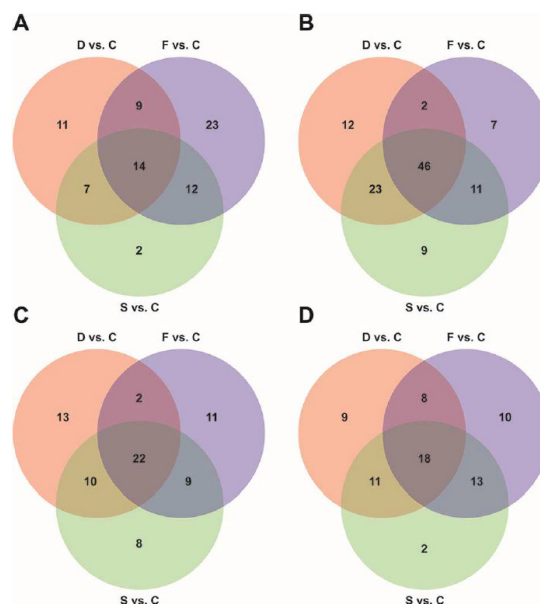 A B
D vs. C F vs. C D vs. C F vs. C
9 2
11 23 12 7
14 46
7 12 23 11
2 9
S vs. C S vs. C
C D
D vs. C F vs. C D vs. C F vs. C
2 8
13 11 9 10
22 18
10 9 11 13
8 2
S vs. C S vs. C